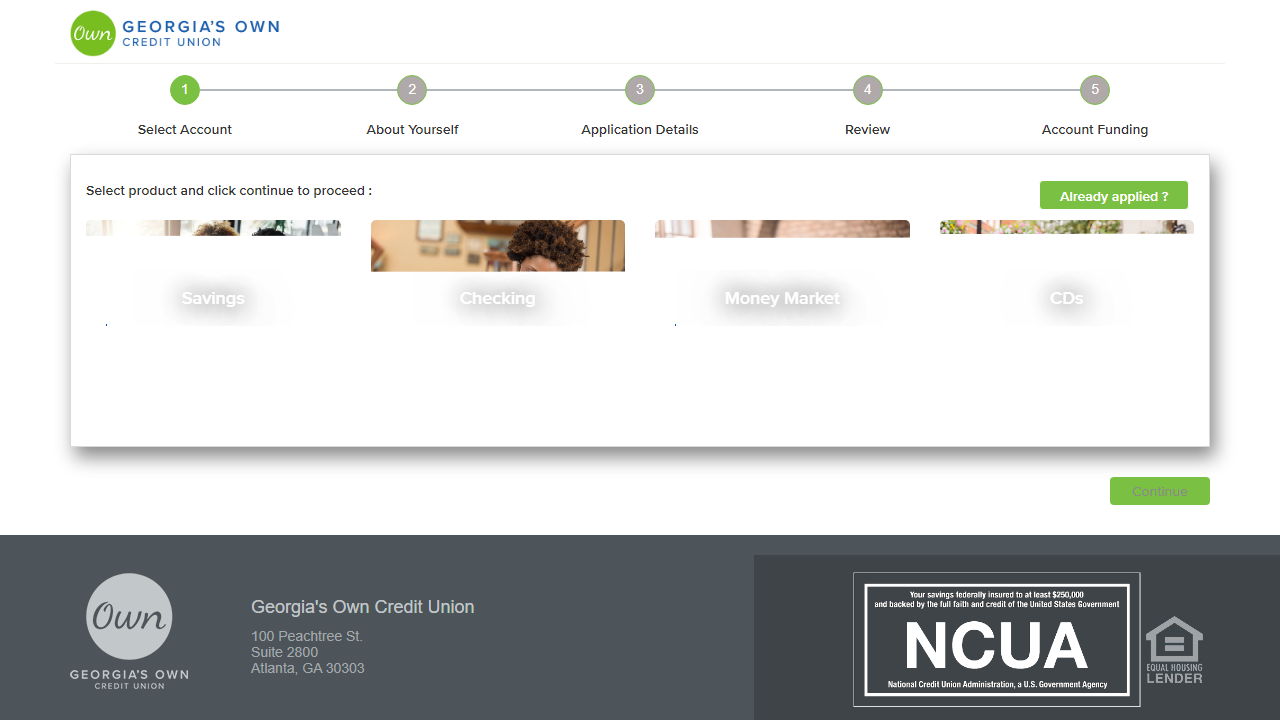 Own
GEORGIA'S OWN
CREDIT UNION
1
2
3
4
5
Select Account
About Yourself
Application Details
Review
Account Funding
Select product and click continue to proceed :
Already applied ?
Savings
Checking
Money Market
CDs
Continue
Own
GEORGIA'S OWN
CREDIT UNION
Georgia's Own Credit Union
100 Peachtree St.
Suite 2800
Atlanta, GA 30303
Your savings federally insured to at least $250,000
and backed by the full faith and credit of the United States Government
NCUA
National Credit Union Administration, a U.S. Government Agency
EQUAL HOUSING
LENDER